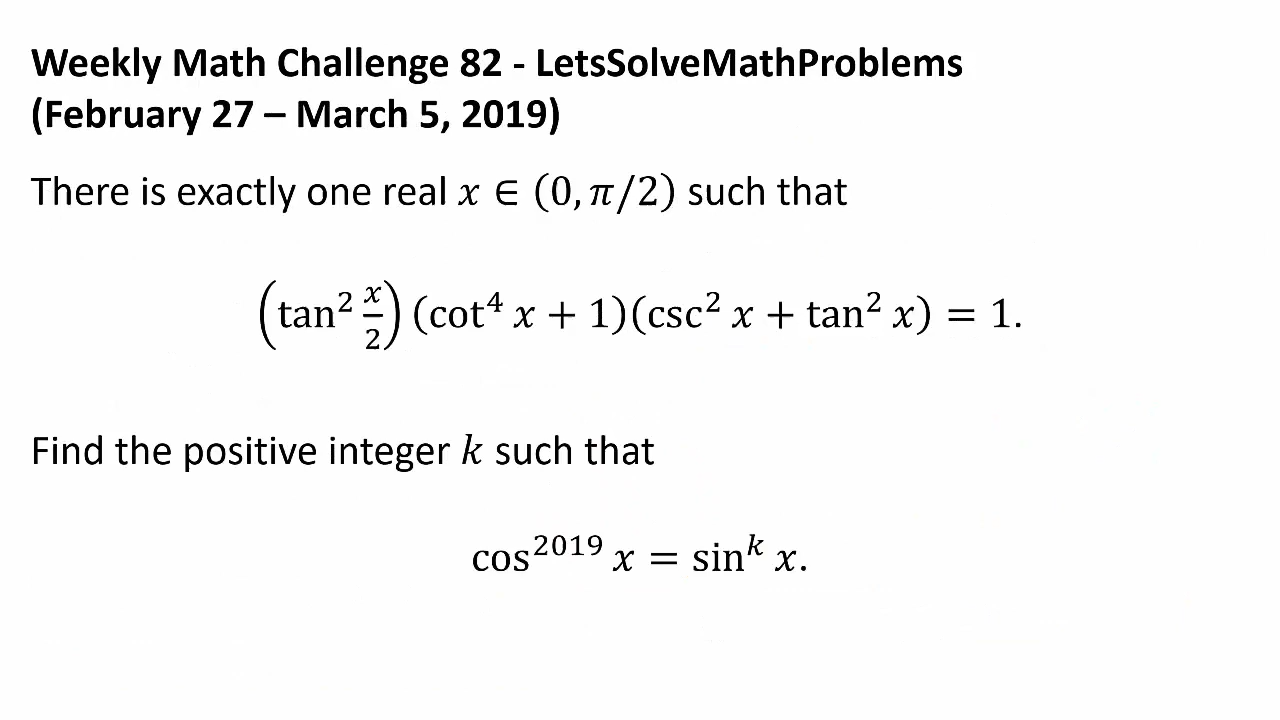 Weekly Math Challenge 82 - LetsSolveMathProblems
(February 27 – March 5, 2019)
There is exactly one real x ∈ (0, π/2) such that
(tan² x/2)(cot⁴ x + 1)(csc² x + tan² x) = 1.
Find the positive integer k such that
cos²⁰¹⁹ x = sinᵏ x.